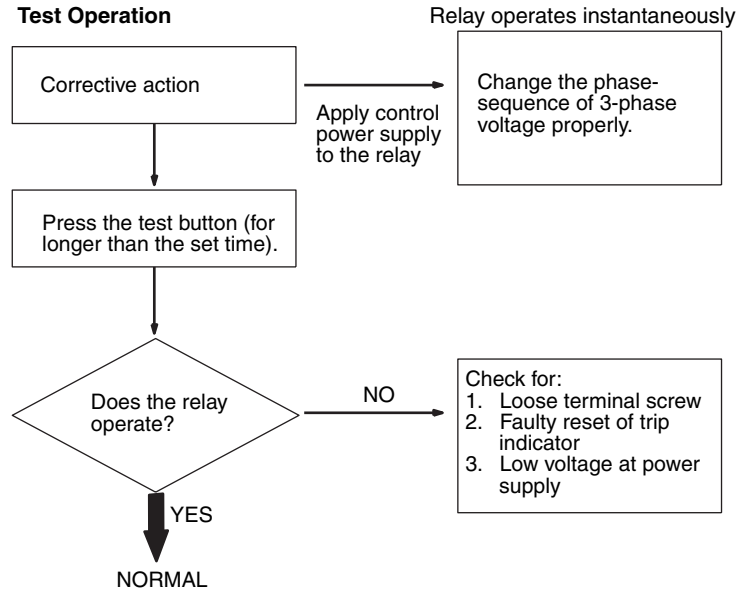 Test Operation
Relay operates instantaneously
Corrective action
Apply control
power supply
to the relay
Change the phase-
sequence of 3-phase
voltage properly.
Press the test button (for
longer than the set time).
Does the relay
operate?
NO
Check for:
1. Loose terminal screw
2. Faulty reset of trip
indicator
3. Low voltage at power
supply
YES
NORMAL